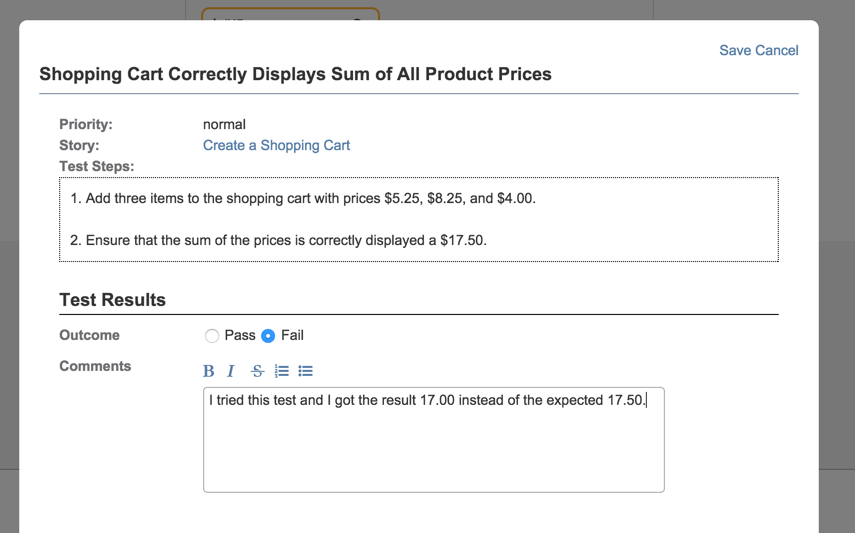 Save Cancel
Shopping Cart Correctly Displays Sum of All Product Prices
Priority: normal
Story: Create a Shopping Cart
Test Steps:
1. Add three items to the shopping cart with prices $5.25, $8.25, and $4.00.
2. Ensure that the sum of the prices is correctly displayed a $17.50.
Test Results
Outcome Pass Fail
Comments
B I S
I tried this test and I got the result 17.00 instead of the expected 17.50.